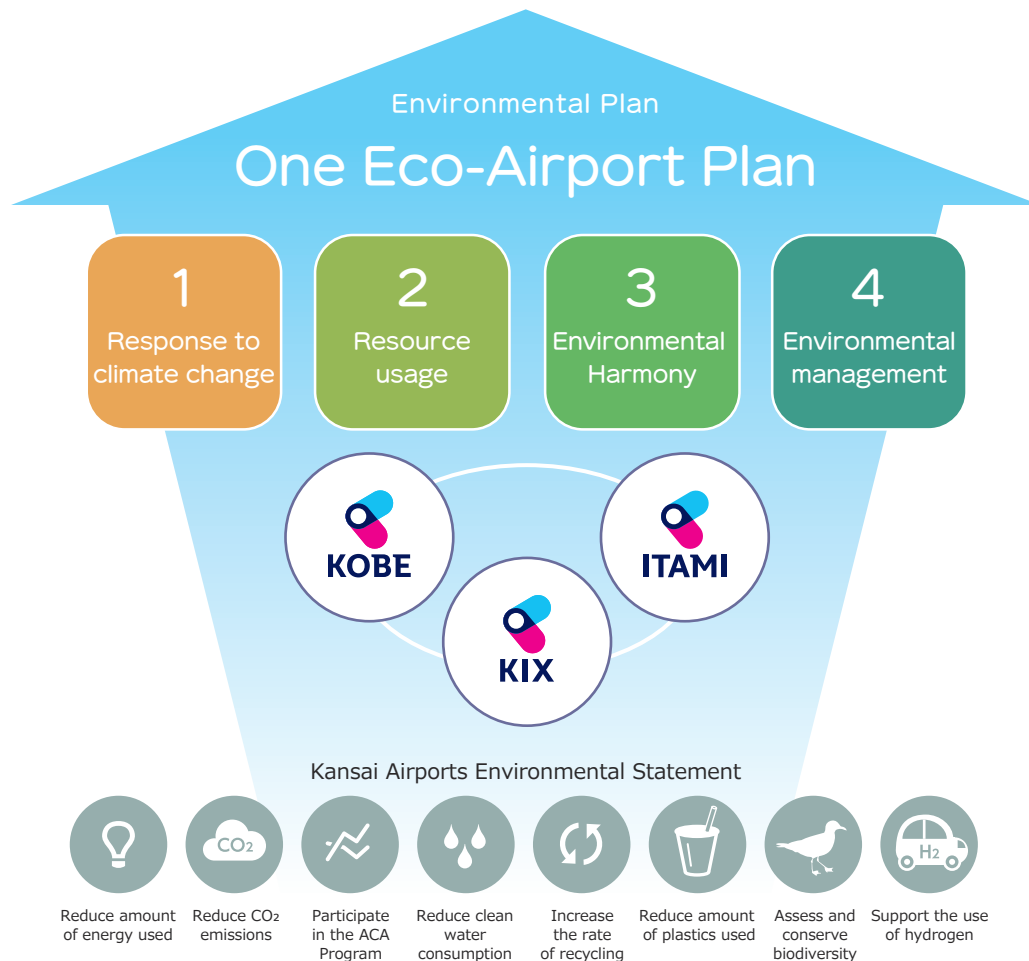 Environmental Plan
One Eco-Airport Plan
1
Response to
climate change
2
Resource
usage
3
Environmental
Harmony
4
Environmental
management
KOBE
ITAMI
KIX
Kansai Airports Environmental Statement
CO₂
H₂
Reduce amount
of energy used
Reduce CO₂
emissions
Participate
in the ACA
Program
Reduce clean
water
consumption
Increase
the rate
of recycling
Reduce amount
of plastics used
Assess and
conserve
biodiversity
Support the use
of hydrogen